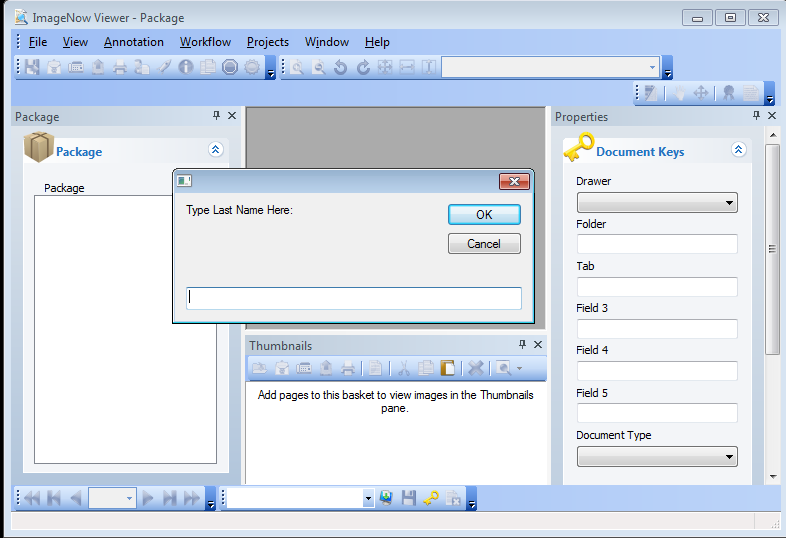 ImageNow Viewer - Package
File View Annotation Workflow Projects Window Help
Package
Package
Package
Type Last Name Here:
OK
Cancel
Thumbnails
Add pages to this basket to view images in the Thumbnails
pane.
Properties
Document Keys
Drawer
Folder
Tab
Field 3
Field 4
Field 5
Document Type